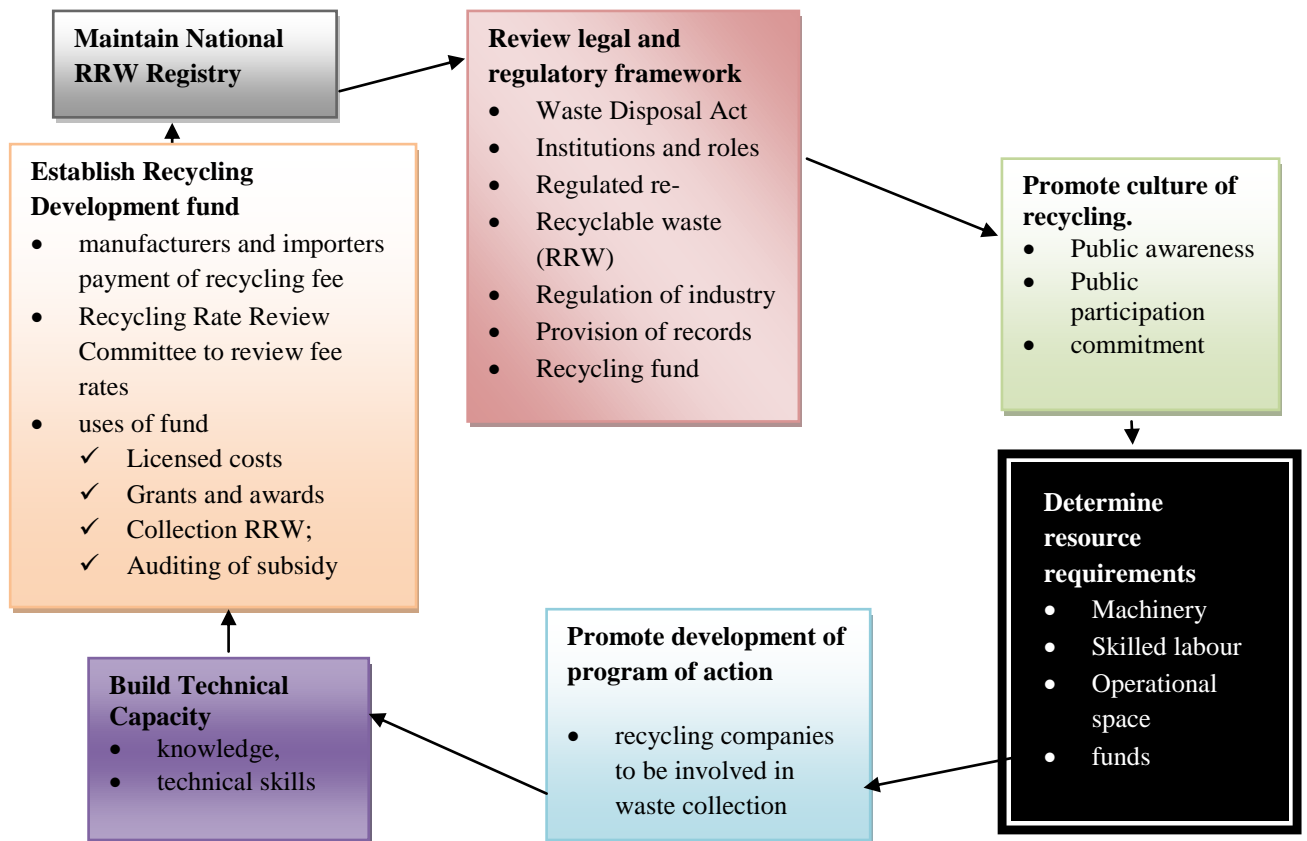 Maintain National
RRW Registry
Review legal and
regulatory framework
• Waste Disposal Act
• Institutions and roles
• Regulated re-
• Recyclable waste
(RRW)
• Regulation of industry
• Provision of records
• Recycling fund
Promote culture of
recycling.
• Public awareness
• Public
participation
• commitment
Determine
resource
requirements
• Machinery
• Skilled labour
• Operational
space
• funds
Promote development of
program of action
• recycling companies
to be involved in
waste collection
Build Technical
Capacity
• knowledge,
• technical skills
Establish Recycling
Development fund
• manufacturers and importers
payment of recycling fee
• Recycling Rate Review
Committee to review fee
rates
• uses of fund
✓ Licensed costs
✓ Grants and awards
✓ Collection RRW;
✓ Auditing of subsidy